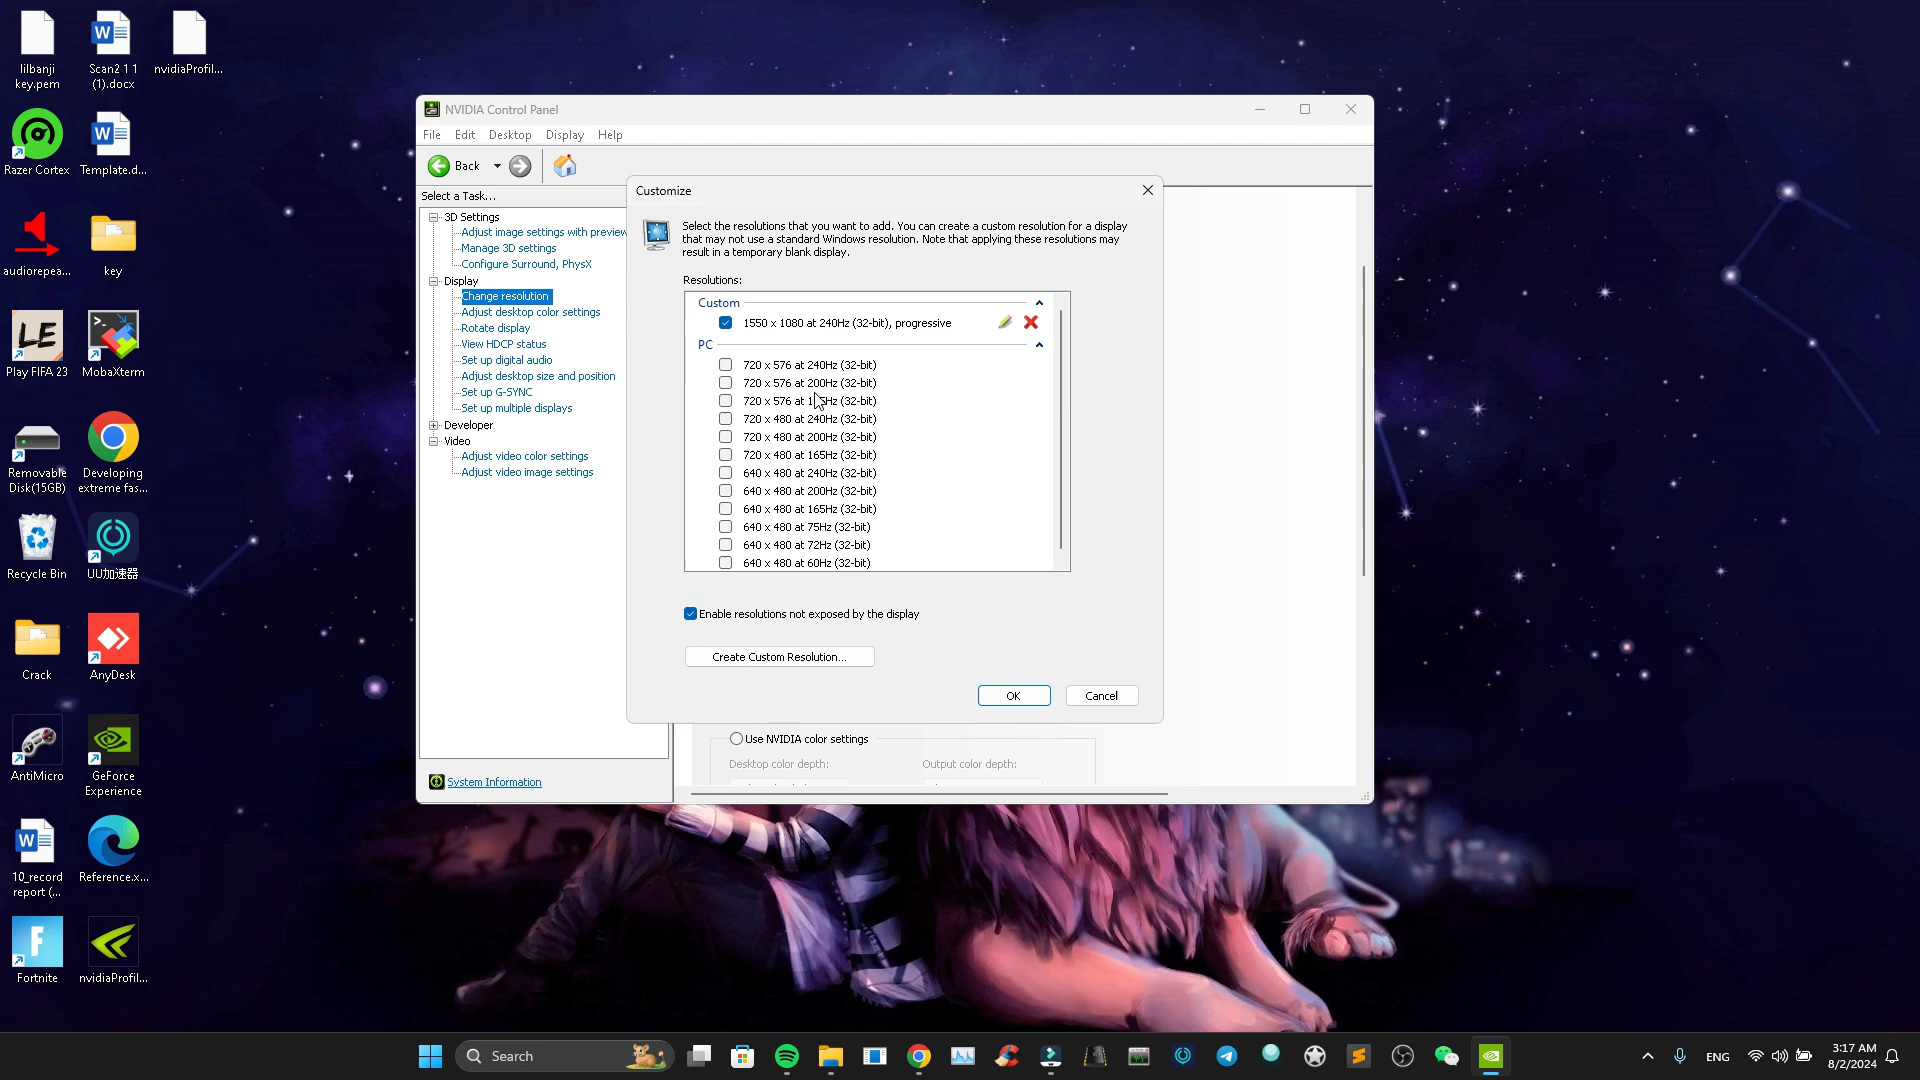 lilbanji
key.pem
Scan2 1 1
(1).docx
nvidiaProfil...
Razer Cortex
Template.d...
audiorepea...
key
LE
Play FIFA 23
MobaXterm
Removable
Disk(15GB)
Developing
extreme fas...
Recycle Bin
UU加速器
Crack
AnyDesk
AntiMicro
GeForce
Experience
10_record
report (...
Reference.x...
Fortnite
nvidiaProfil...
NVIDIA Control Panel
File Edit Desktop Display Help
Back
Select a Task...
3D Settings
Adjust image settings with preview
Manage 3D settings
Configure Surround, PhysX
Display
Change resolution
Adjust desktop color settings
Rotate display
View HDCP status
Set up digital audio
Adjust desktop size and position
Set up G-SYNC
Set up multiple displays
Developer
Video
Adjust video color settings
Adjust video image settings
System Information
Customize
Select the resolutions that you want to add. You can create a custom resolution for a display
that may not use a standard Windows resolution. Note that applying these resolutions may
result in a temporary blank display.
Resolutions:
Custom
1550 x 1080 at 240Hz (32-bit), progressive
PC
720 x 576 at 240Hz (32-bit)
720 x 576 at 200Hz (32-bit)
720 x 576 at (32-bit)
720 x 480 at 240Hz (32-bit)
720 x 480 at 200Hz (32-bit)
720 x 480 at 165Hz (32-bit)
640 x 480 at 240Hz (32-bit)
640 x 480 at 200Hz (32-bit)
640 x 480 at 165Hz (32-bit)
640 x 480 at 75Hz (32-bit)
640 x 480 at 72Hz (32-bit)
640 x 480 at 60Hz (32-bit)
Enable resolutions not exposed by the display
Create Custom Resolution...
OK Cancel
Use NVIDIA color settings
Desktop color depth: Output color depth:
Search
ENG
3:17 AM
8/2/2024